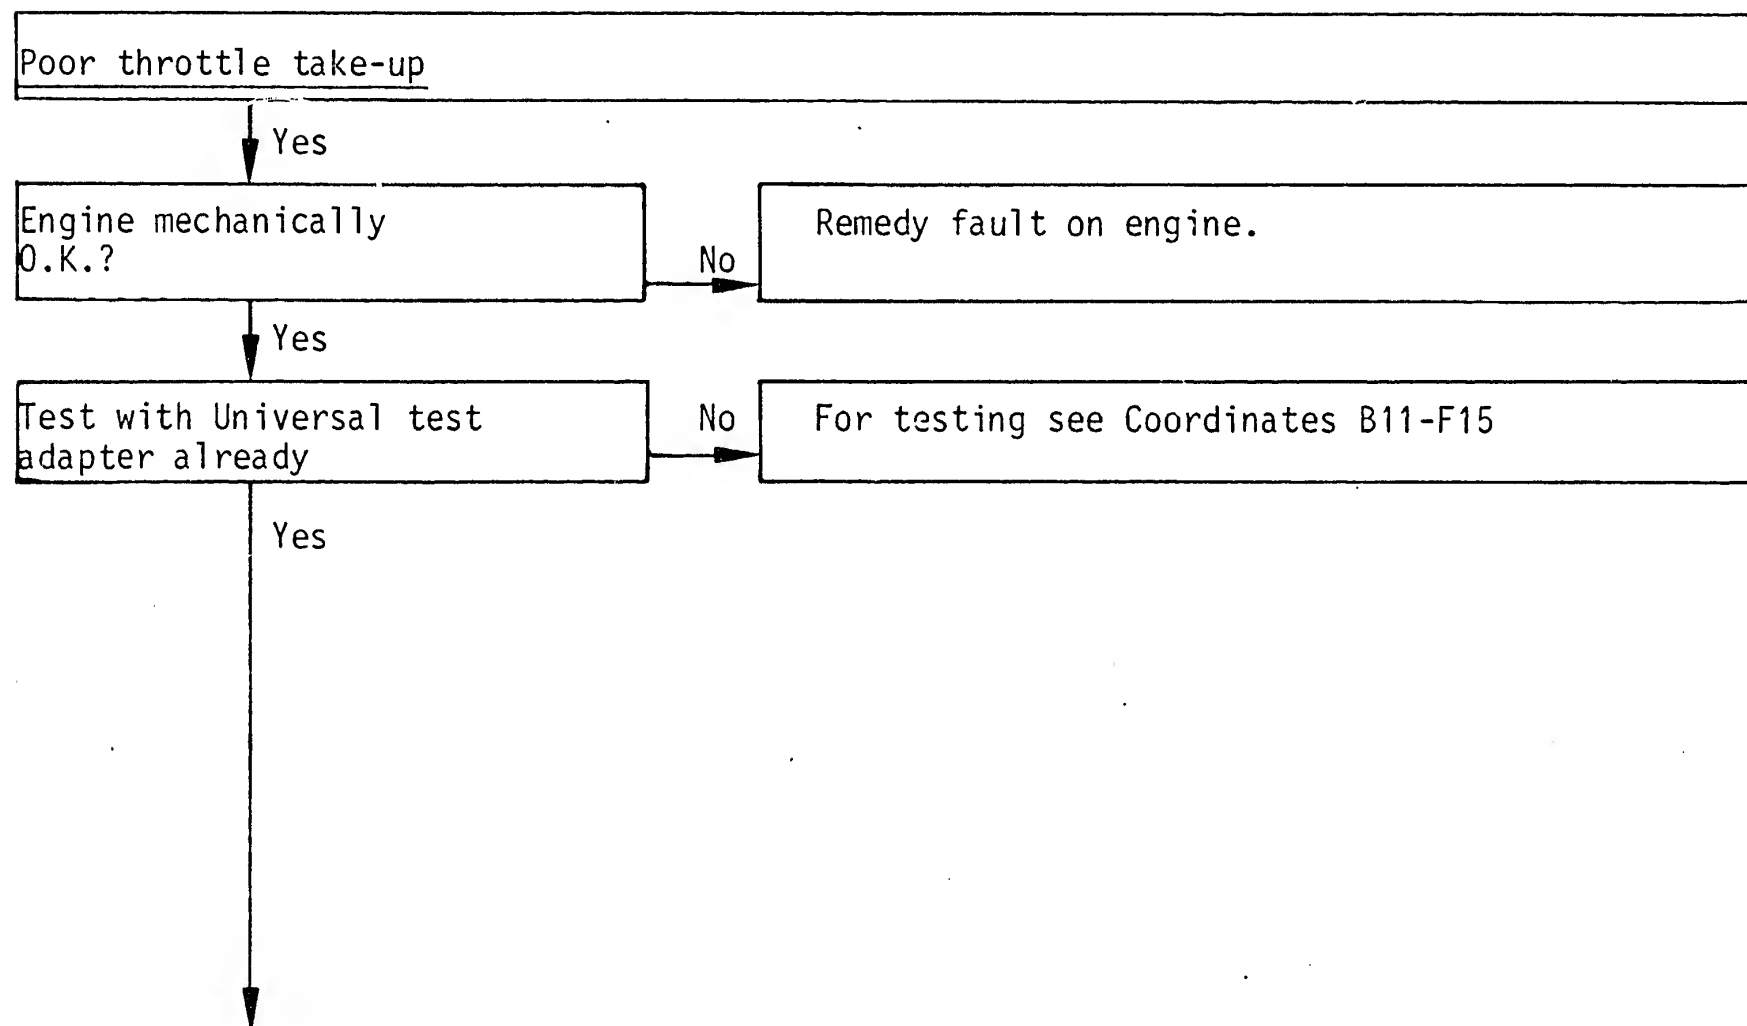 Poor throttle take-up
Yes
Engine mechanically
O.K.?
No
Remedy fault on engine.
Yes
Test with Universal test
adapter already
No
For testing see Coordinates B11-F15
Yes